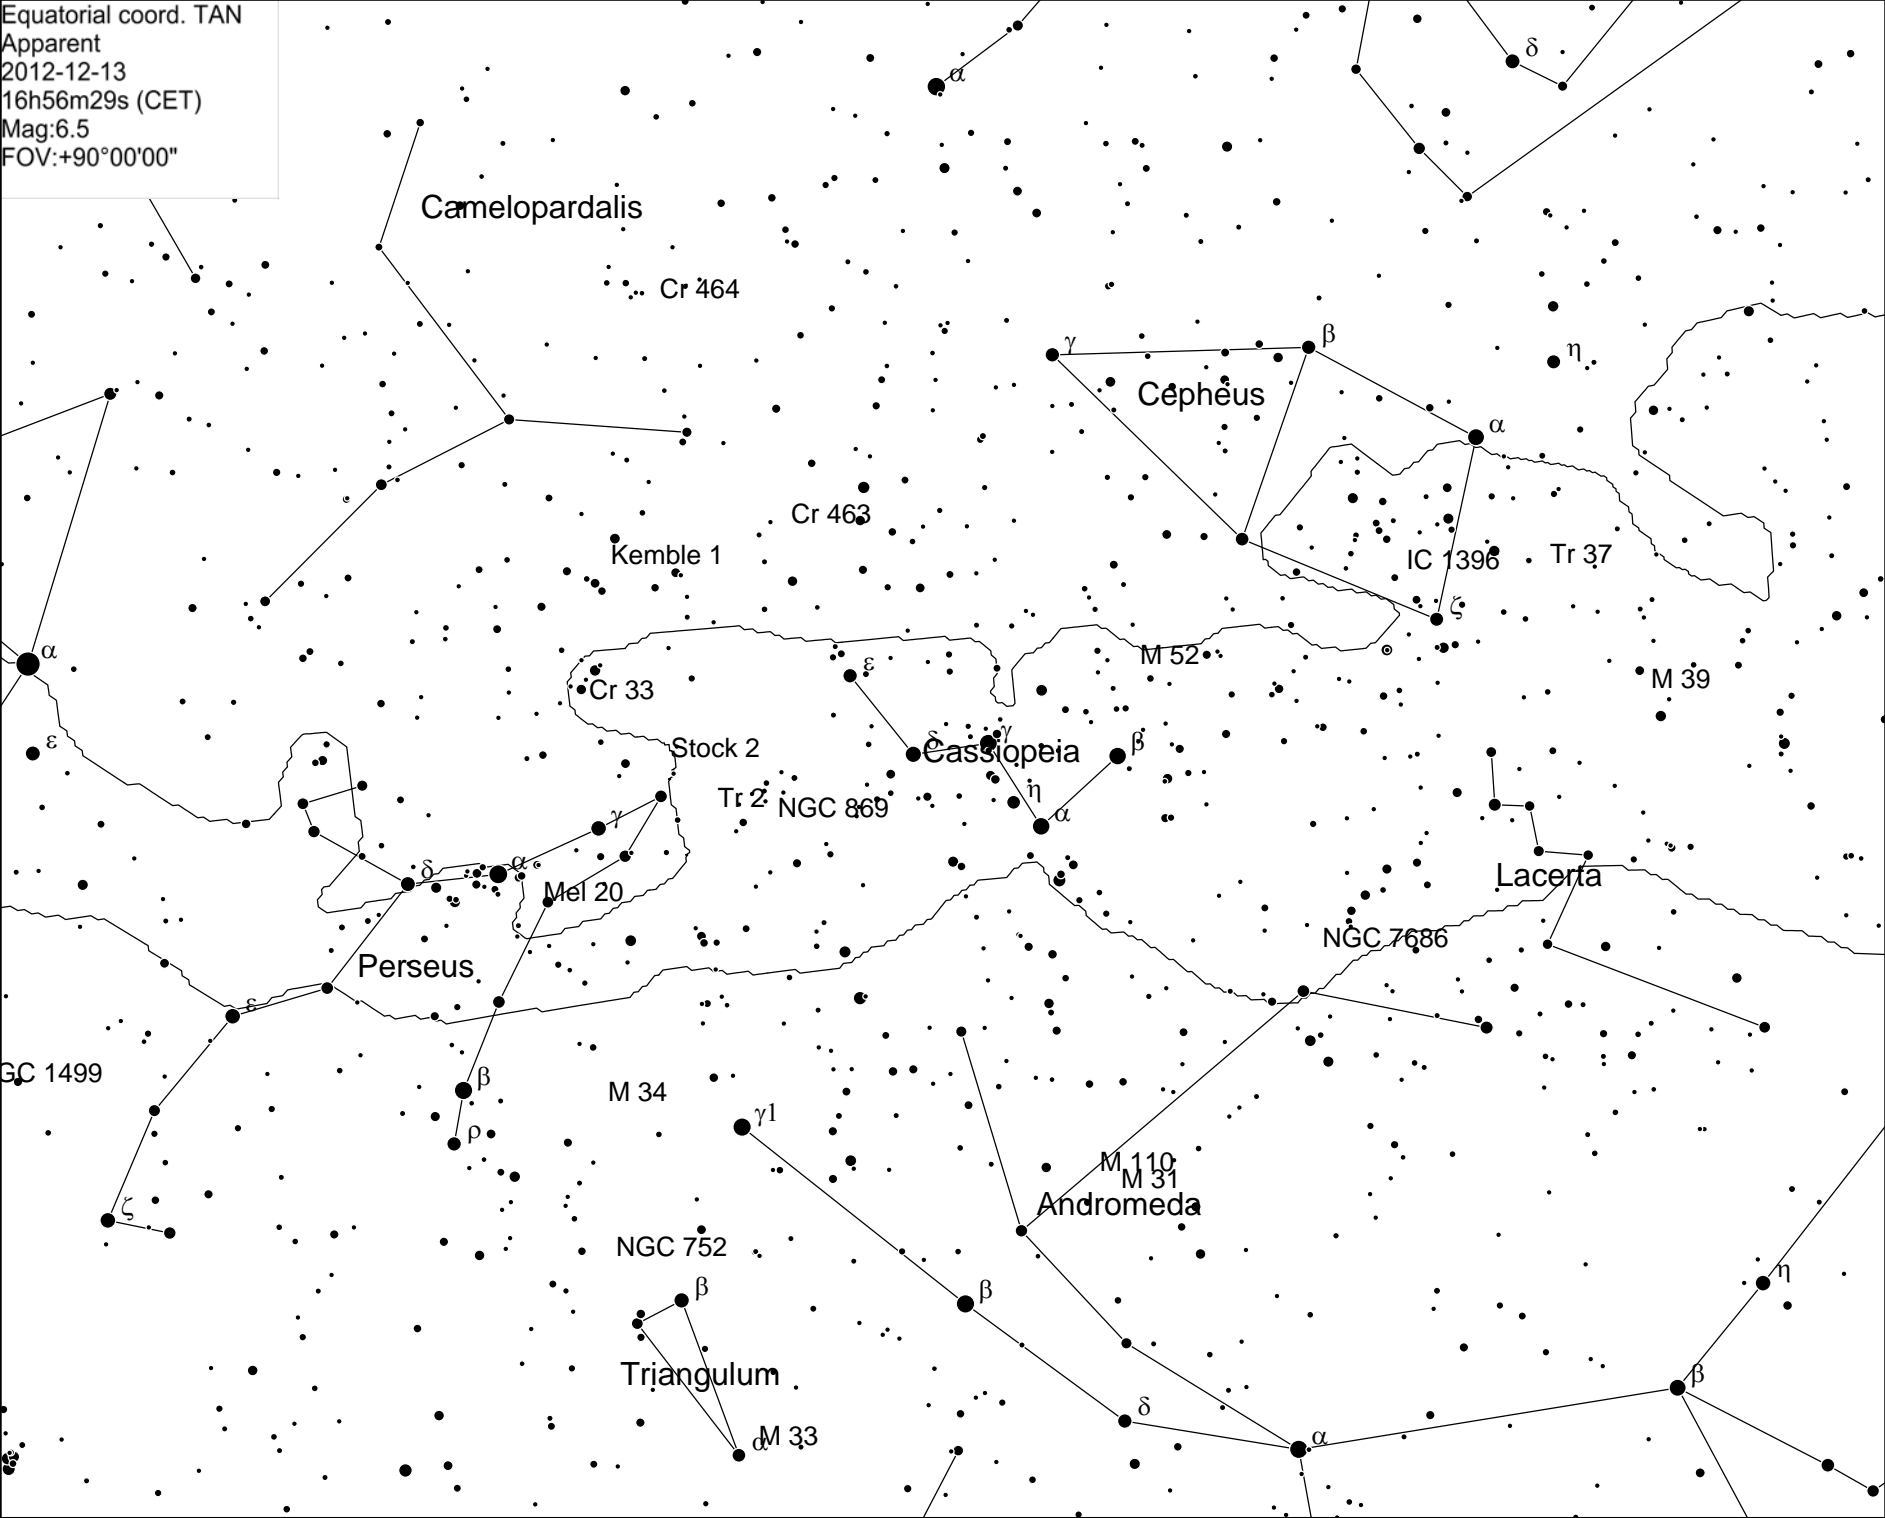 Equatorial coord. TAN
Apparent
2012-12-13
16h56m29s (CET)
Mag:6.5
FOV:+90°00'00"
δ
α
Camelopardalis
Cr 464
γ
β
η
Cepheus
α
Cr 463
Kemble 1
IC 1396
Tr 37
ζ
α
M 52
ε
M 39
Cr 33
ε
Stock 2
δ
γ
Cassiopeia
β
Tr 2
NGC 869
η
α
γ
δ
α
Mel 20
Lacerta
NGC 7686
Perseus
ε
GC 1499
β
M 34
γ1
ρ
M 110
M 31
Andromeda
ζ
NGC 752
η
β
β
Triangulum
β
δ
α
M 33
α